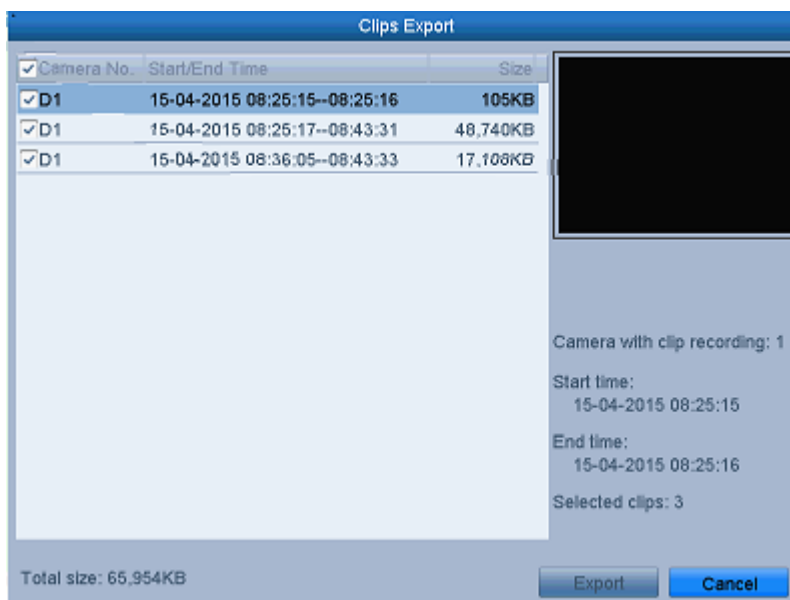 Clips Export
Camera No. Start/End Time Size
D1 15-04-2015 08:25:15--08:25:16 105KB
D1 15-04-2015 08:25:17--08:43:31 48,740KB
D1 15-04-2015 08:36:05--08:43:33 17,108KB
Camera with clip recording: 1
Start time:
15-04-2015 08:25:15
End time:
15-04-2015 08:25:16
Selected clips: 3
Total size: 65,954KB
Export Cancel